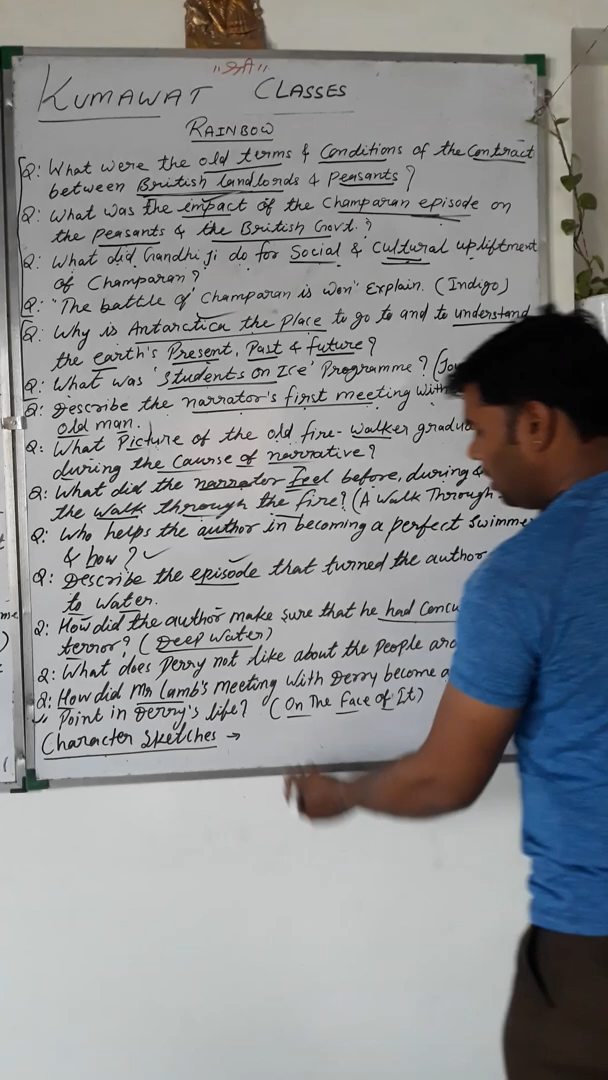 "श्री"
KUMAWAT CLASSES
RAINBOW
Q: What were the old terms & Conditions of the Contract
between British landlords & Peasants?
Q: What was the impact of the Champaran episode on
the peasants & the British Govt.?
Q: What did Gandhiji do for Social & Cultural upliftment
of Champaran?
Q: "The battle of Champaran is won" Explain. (Indigo)
Q: Why is Antarctica the Place to go to and to understand
the earth's Present, Past & future?
Q: What was 'Students on Ice' Programme? (Jou
Q: Describe the narrator's first meeting with
old man.
Q: What Picture of the old fire-walker gradua
during the Course of narrative?
Q: What did the narrator Feel before, during &
the walk through the fire? (A Walk Through
Q: Who helps the author in becoming a perfect Swimme
& how?
Q: Describe the episode that turned the author
to water.
Q: How did the author make sure that he had Conqu
terror? (Deep Water)
Q: What does Derry not like about the People aro
Q: How did Mr Lamb's meeting with Derry become a
Point in Derry's life? (On The Face of It)
Character Sketches →